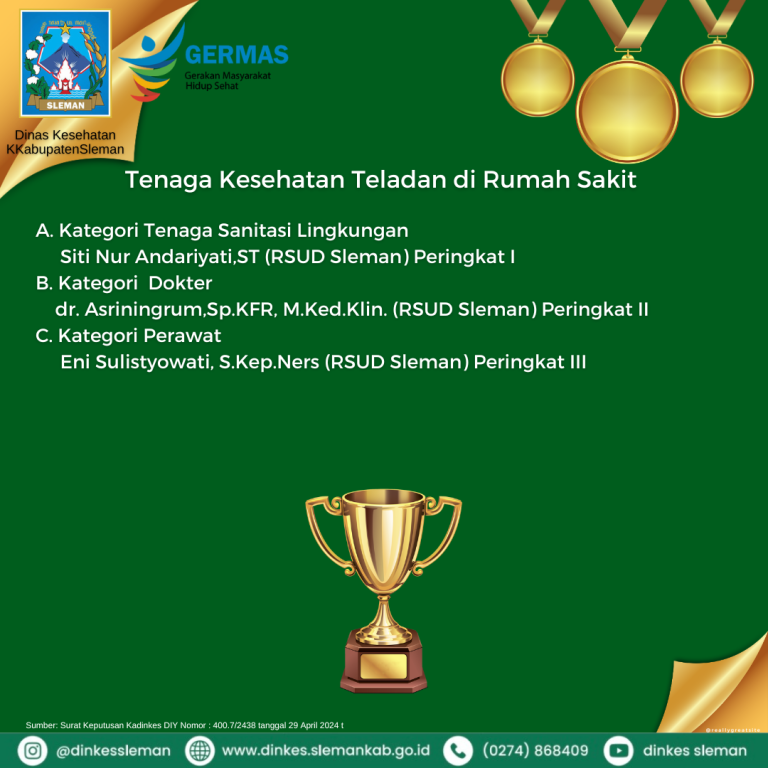 SLEMAN
GERMAS
Gerakan Masyarakat
Hidup Sehat
Dinas Kesehatan
KKabupatenSleman
Tenaga Kesehatan Teladan di Rumah Sakit
A. Kategori Tenaga Sanitasi Lingkungan
Siti Nur Andariyati,ST (RSUD Sleman) Peringkat I
B. Kategori  Dokter
dr. Asriningrum,Sp.KFR, M.Ked.Klin. (RSUD Sleman) Peringkat II
C. Kategori Perawat
Eni Sulistyowati, S.Kep.Ners (RSUD Sleman) Peringkat III
Sumber: Surat Keputusan Kadinkes DIY Nomor : 400.7/2438 tanggal 29 April 2024 t
@reallygreatsite
@dinkessleman
www.dinkes.slemankab.go.id
(0274) 868409
dinkes sleman